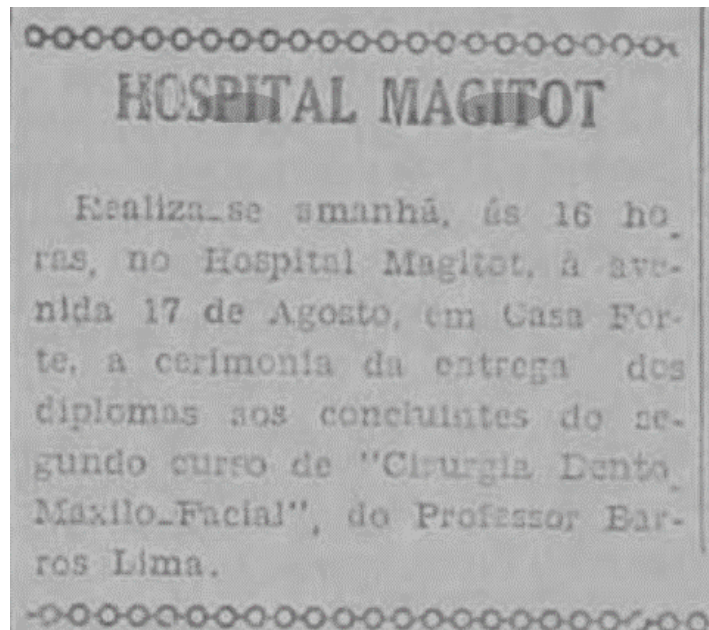 HOSPITAL MAGITOT
Realiza-se amanhã, ás 16 ho-
ras, no Hospital Magitot, à ave-
nida 17 de Agosto, em Casa For-
te, a cerimonia da entrega dos
diplomas aos concluintes do se-
gundo curso de "Cirurgia Dento-
Maxilo-Facial", do Professor Bar-
ros Lima.